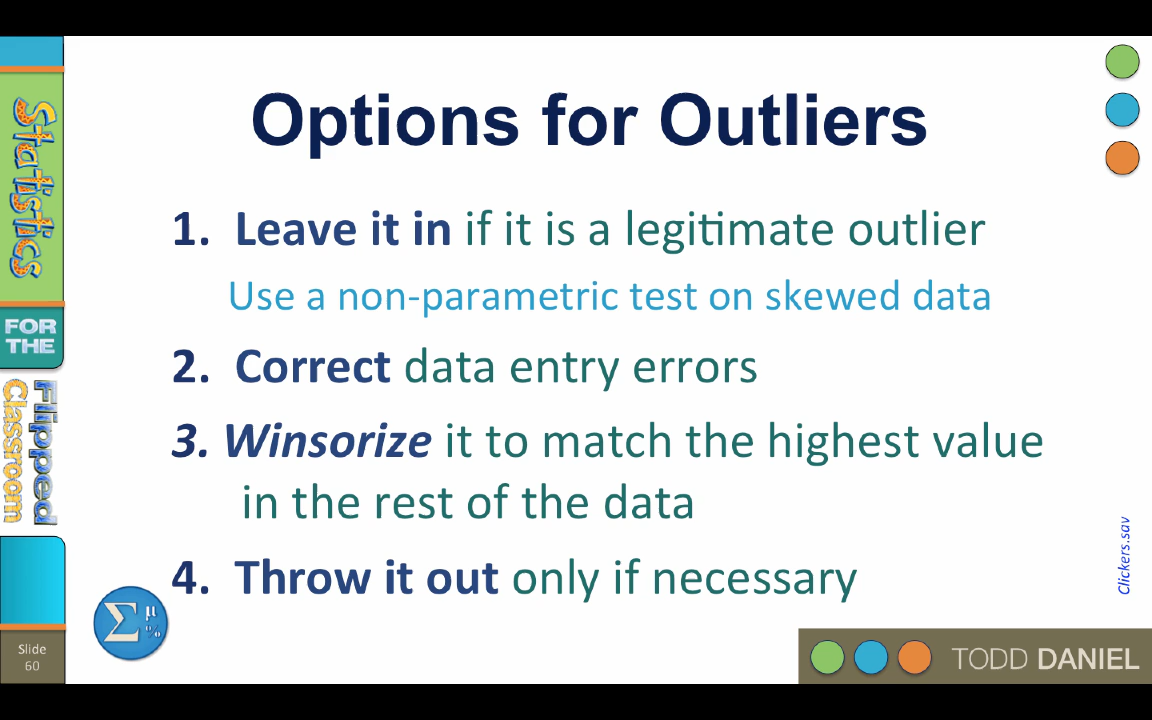 Options for Outliers
1. Leave it in if it is a legitimate outlier
Use a non-parametric test on skewed data
2. Correct data entry errors
3. Winsorize it to match the highest value
in the rest of the data
4. Throw it out only if necessary
Statistics
FOR
THE
Flipped
Classroom
Slide
60
Σ μ
%
Clickers.sav
TODD DANIEL